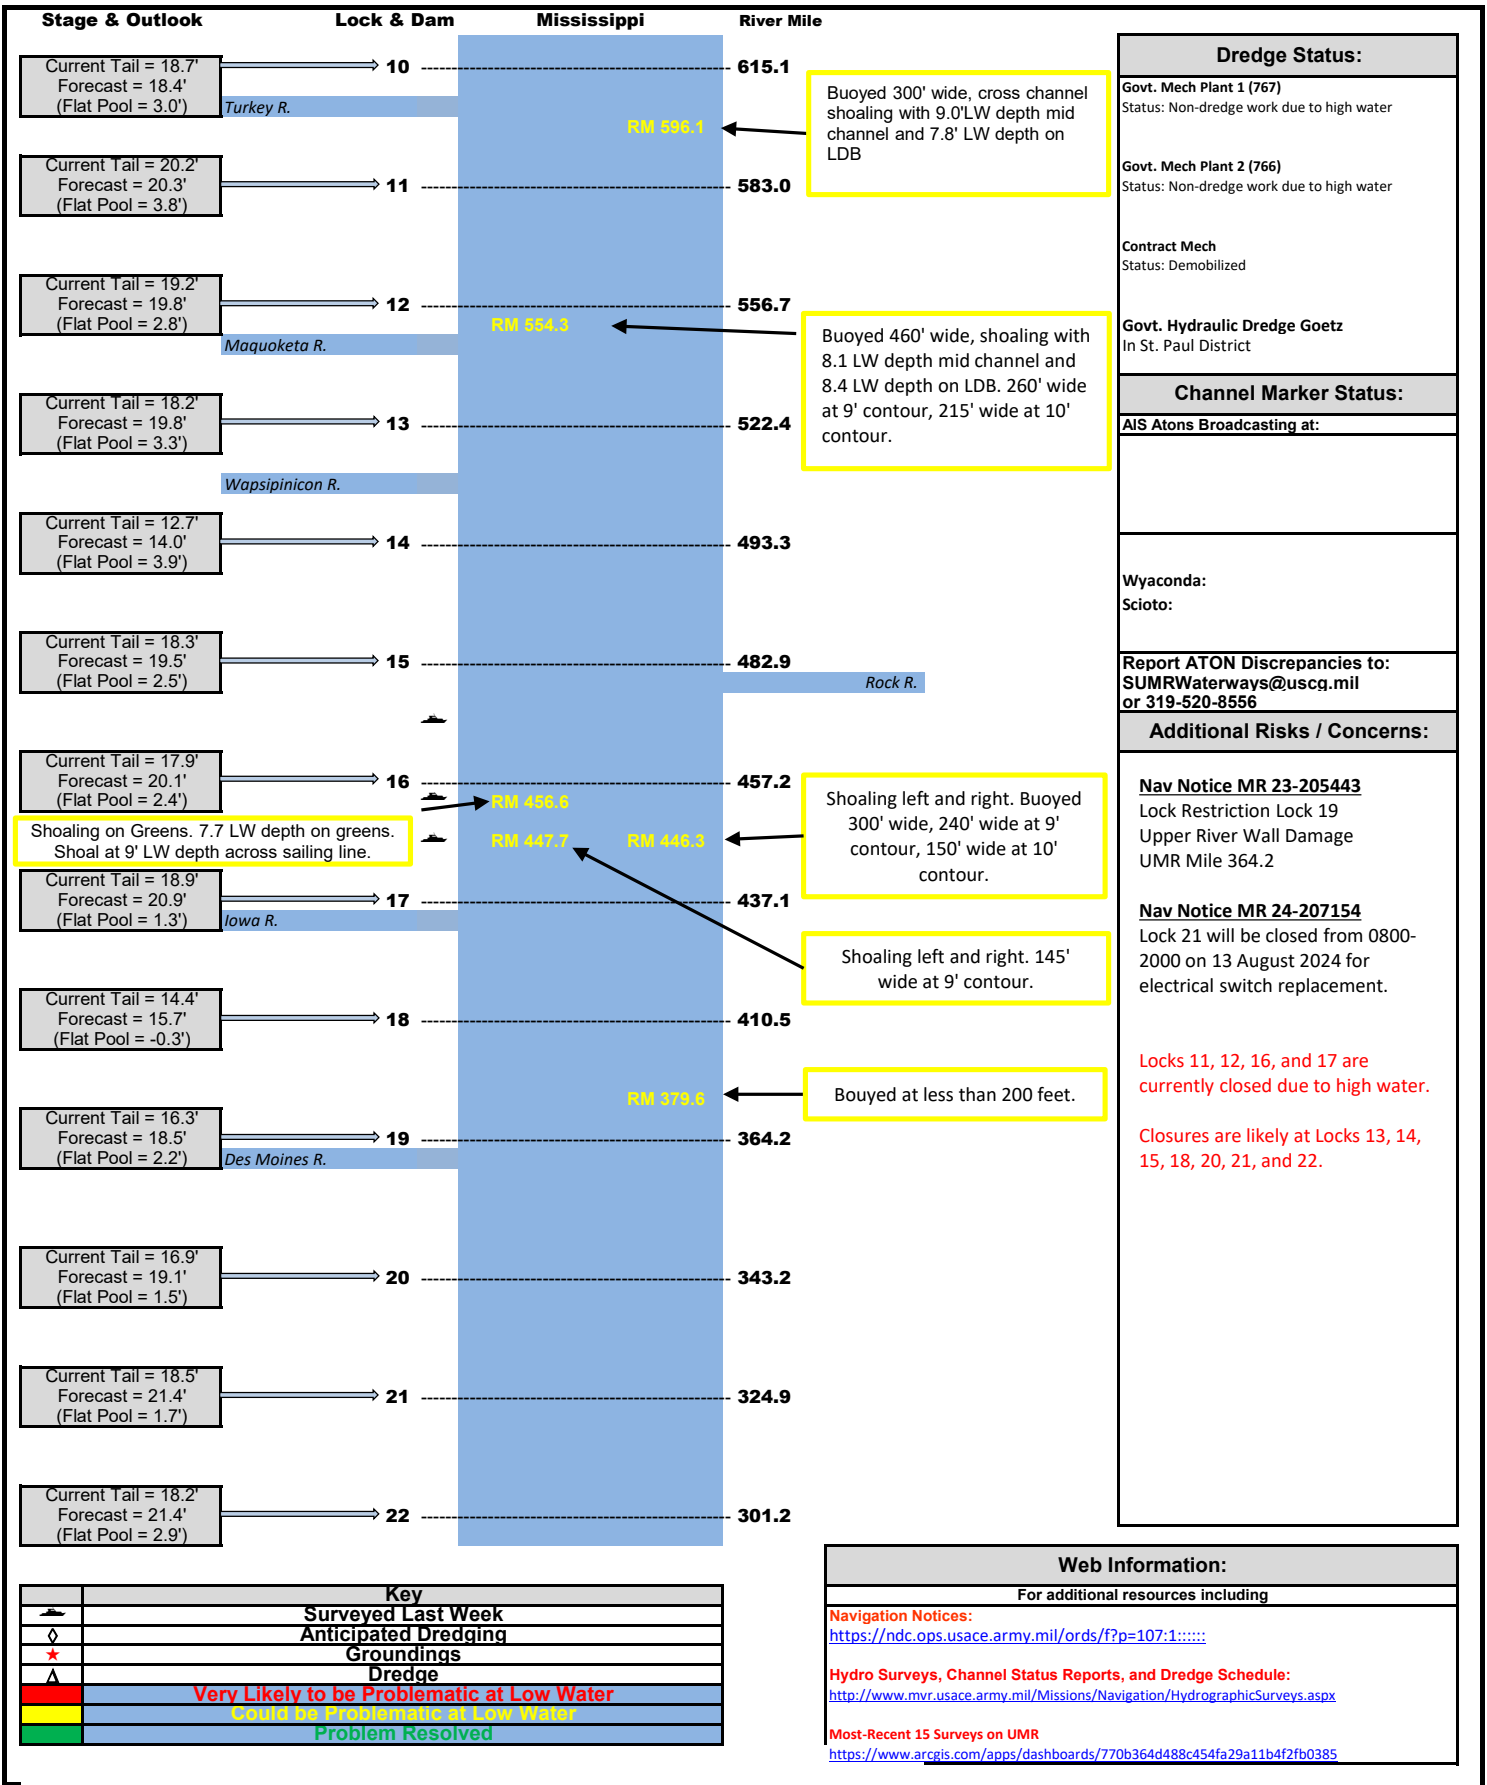 Stage & Outlook
Lock & Dam
Mississippi
River Mile
Current Tail = 18.7'
Forecast = 18.4'
(Flat Pool = 3.0')
10
615.1
Turkey R.
RM 596.1
Buoyed 300' wide, cross channel
shoaling with 9.0'LW depth mid
channel and 7.8' LW depth on
LDB
Current Tail = 20.2'
Forecast = 20.3'
(Flat Pool = 3.8')
11
583.0
Current Tail = 19.2'
Forecast = 19.8'
(Flat Pool = 2.8')
12
556.7
RM 554.3
Maquoketa R.
Buoyed 460' wide, shoaling with
8.1 LW depth mid channel and
8.4 LW depth on LDB. 260' wide
at 9' contour, 215' wide at 10'
contour.
Current Tail = 18.2'
Forecast = 19.8'
(Flat Pool = 3.3')
13
522.4
Wapsipinicon R.
Current Tail = 12.7'
Forecast = 14.0'
(Flat Pool = 3.9')
14
493.3
Current Tail = 18.3'
Forecast = 19.5'
(Flat Pool = 2.5')
15
482.9
Rock R.
Current Tail = 17.9'
Forecast = 20.1'
(Flat Pool = 2.4')
16
457.2
RM 456.6
Shoaling on Greens. 7.7 LW depth on greens.
Shoal at 9' LW depth across sailing line.
RM 447.7
RM 446.3
Shoaling left and right. Buoyed
300' wide, 240' wide at 9'
contour, 150' wide at 10'
contour.
Current Tail = 18.9'
Forecast = 20.9'
(Flat Pool = 1.3')
17
437.1
Iowa R.
Shoaling left and right. 145'
wide at 9' contour.
Current Tail = 14.4'
Forecast = 15.7'
(Flat Pool = -0.3')
18
410.5
RM 379.6
Bouyed at less than 200 feet.
Current Tail = 16.3'
Forecast = 18.5'
(Flat Pool = 2.2')
19
364.2
Des Moines R.
Current Tail = 16.9'
Forecast = 19.1'
(Flat Pool = 1.5')
20
343.2
Current Tail = 18.5'
Forecast = 21.4'
(Flat Pool = 1.7')
21
324.9
Current Tail = 18.2'
Forecast = 21.4'
(Flat Pool = 2.9')
22
301.2
Dredge Status:
Govt. Mech Plant 1 (767)
Status: Non-dredge work due to high water
Govt. Mech Plant 2 (766)
Status: Non-dredge work due to high water
Contract Mech
Status: Demobilized
Govt. Hydraulic Dredge Goetz
In St. Paul District
Channel Marker Status:
AIS Atons Broadcasting at:
Wyaconda:
Scioto:
Report ATON Discrepancies to:
SUMRWaterways@uscg.mil
or 319-520-8556
Additional Risks / Concerns:
Nav Notice MR 23-205443
Lock Restriction Lock 19
Upper River Wall Damage
UMR Mile 364.2
Nav Notice MR 24-207154
Lock 21 will be closed from 0800-
2000 on 13 August 2024 for
electrical switch replacement.
Locks 11, 12, 16, and 17 are
currently closed due to high water.
Closures are likely at Locks 13, 14,
15, 18, 20, 21, and 22.
Key
Surveyed Last Week
Anticipated Dredging
Groundings
Dredge
Very Likely to be Problematic at Low Water
Could be Problematic at Low Water
Problem Resolved
Web Information:
For additional resources including
Navigation Notices:
https://ndc.ops.usace.army.mil/ords/f?p=107:1::::::
Hydro Surveys, Channel Status Reports, and Dredge Schedule:
http://www.mvr.usace.army.mil/Missions/Navigation/HydrographicSurveys.aspx
Most-Recent 15 Surveys on UMR
https://www.arcgis.com/apps/dashboards/770b364d488c454fa29a11b4f2fb0385